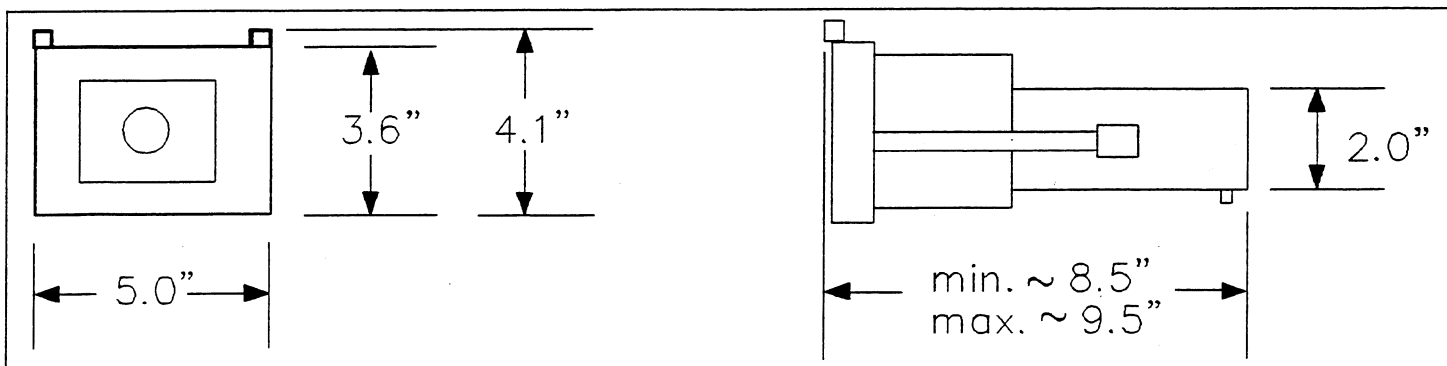 3.6”
4.1”
5.0”
2.0”
min. ~ 8.5”
max. ~ 9.5”